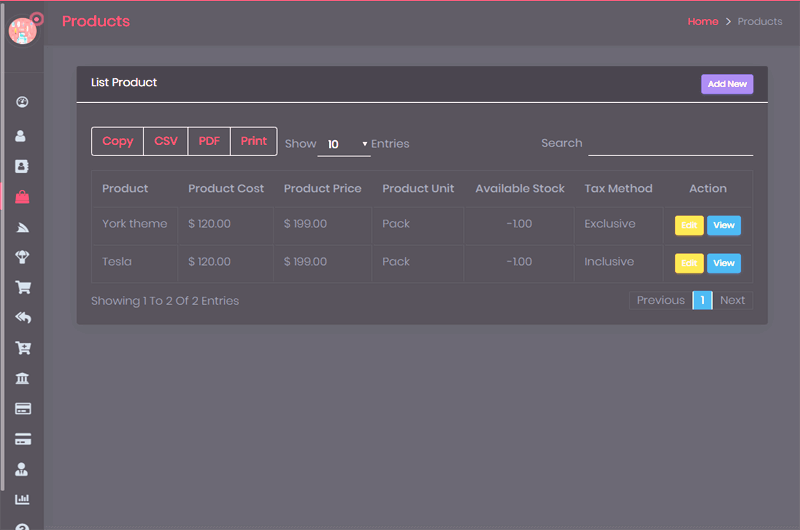 Products
Home > Products
List Product
Add New
Copy CSV PDF Print Show 10 Entries Search
Product Product Cost Product Price Product Unit Available Stock Tax Method Action
York theme $ 120.00 $ 199.00 Pack -1.00 Exclusive Edit View
Tesla $ 120.00 $ 199.00 Pack -1.00 Inclusive Edit View
Showing 1 To 2 Of 2 Entries
Previous 1 Next